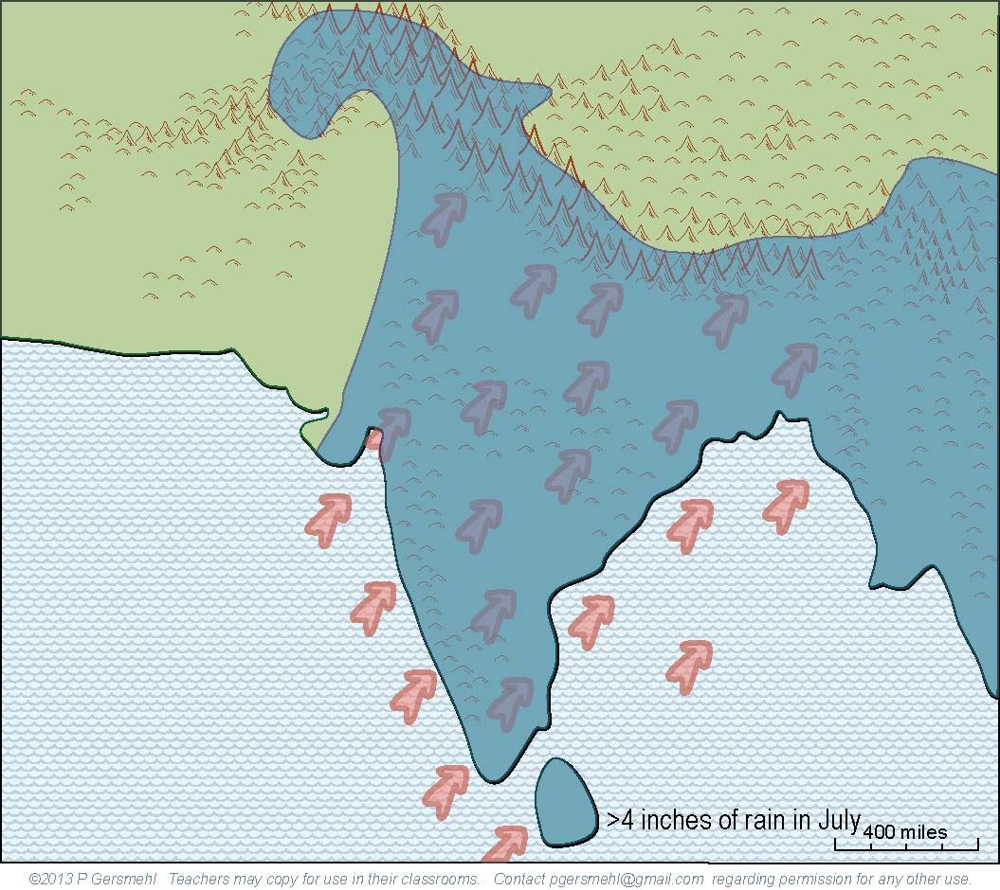 >4 inches of rain in July
400 miles
©2013 P Gersmehl Teachers may copy for use in their classrooms. Contact pgersmehl@gmail.com regarding permission for any other use.